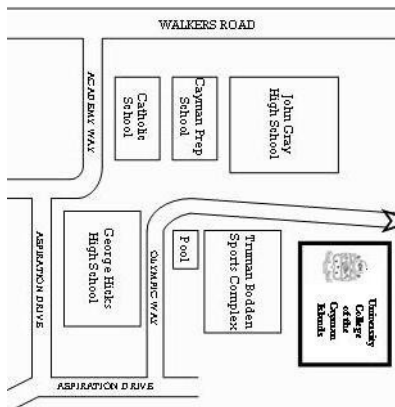 WALKERS ROAD
ACADEMY WAY
Catholic
School
Cayman Prep
School
John Gray
High School
ASPIRATION DRIVE
George Hicks
High School
OLYMPIC WAY
Pool
Truman Bodden
Sports Complex
University
College
of the
Cayman
Islands
ASPIRATION DRIVE